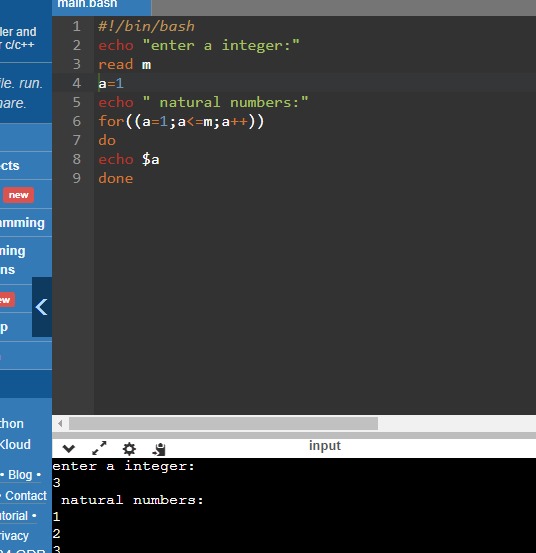 main.bash
ler and
r c/c++
le. run.
are.
cts
new
amming
ming
ns
ew
p
thon
Kloud
• Blog •
• Contact
utorial •
rivacy
1 #!/bin/bash
2 echo "enter a integer:"
3 read m
4 a=1
5 echo " natural numbers:"
6 for((a=1;a<=m;a++))
7 do
8 echo $a
9 done
input
enter a integer:
3
natural numbers:
1
2
3